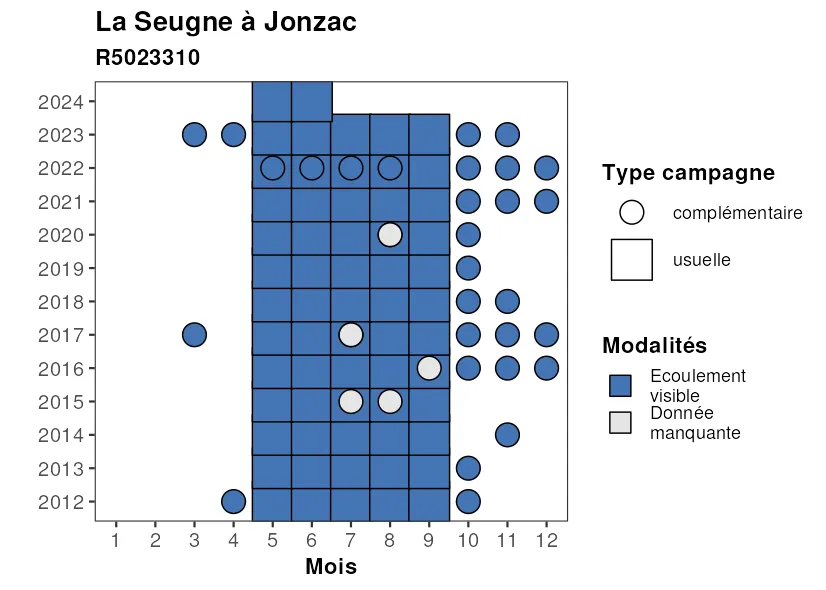 La Seugne à Jonzac
R5023310
2024
2023
2022
2021
2020
2019
2018
2017
2016
2015
2014
2013
2012
1 2 3 4 5 6 7 8 9 10 11 12
Mois
Type campagne
complémentaire
usuelle
Modalités
Ecoulement
visible
Donnée
manquante